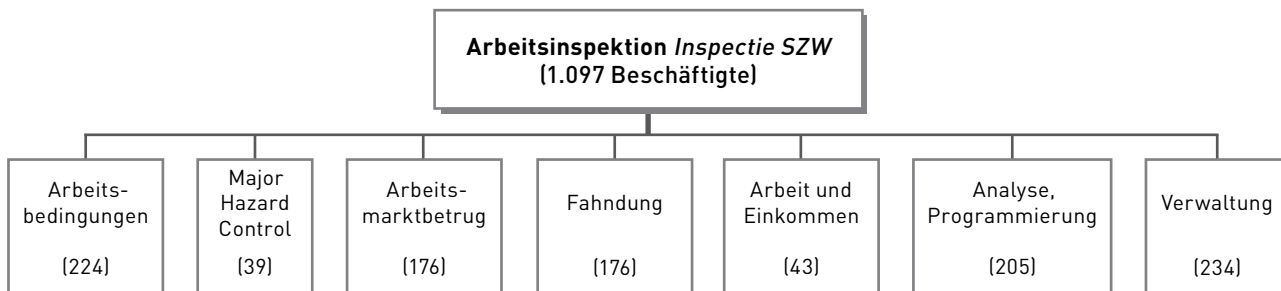 Arbeitsinspektion Inspectie SZW
(1.097 Beschäftigte)
Arbeits-
bedingungen
(224)
Major
Hazard
Control
(39)
Arbeits-
marktbetrug
(176)
Fahndung
(176)
Arbeit und
Einkommen
(43)
Analyse,
Programmierung
(205)
Verwaltung
(234)